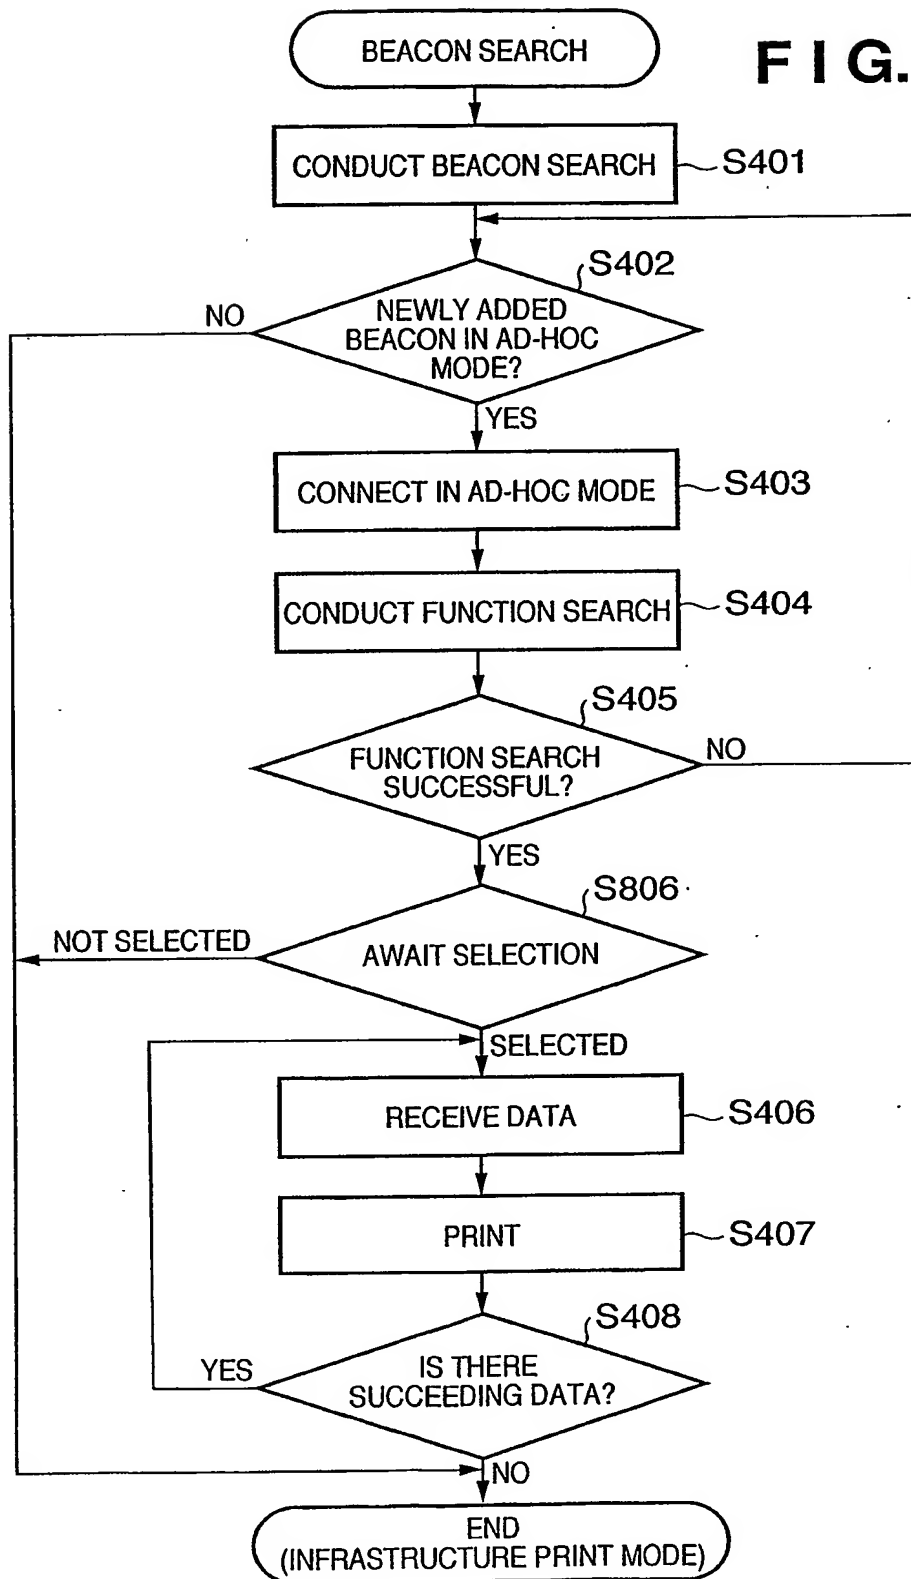 BEACON SEARCH
FIG.
CONDUCT BEACON SEARCH
S401
S402
NO
NEWLY ADDED
BEACON IN AD-HOC
MODE?
YES
CONNECT IN AD-HOC MODE
S403
CONDUCT FUNCTION SEARCH
S404
S405
FUNCTION SEARCH
SUCCESSFUL?
NO
YES
S806
NOT SELECTED
AWAIT SELECTION
SELECTED
RECEIVE DATA
S406
PRINT
S407
S408
YES
IS THERE
SUCCEEDING DATA?
NO
END
(INFRASTRUCTURE PRINT MODE)